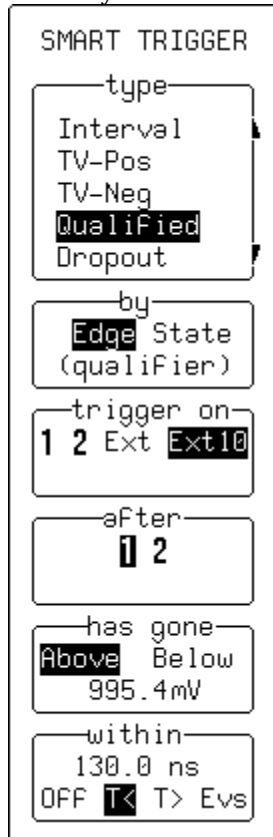 SMART TRIGGER
type
Interval
TV-Pos
TV-Neg
Qualified
Dropout
by
Edge State
(qualifier)
trigger on
1 2 Ext Ext10
after
1 2
has gone
Above Below
995.4mV
within
130.0 ns
OFF T< T> Evs